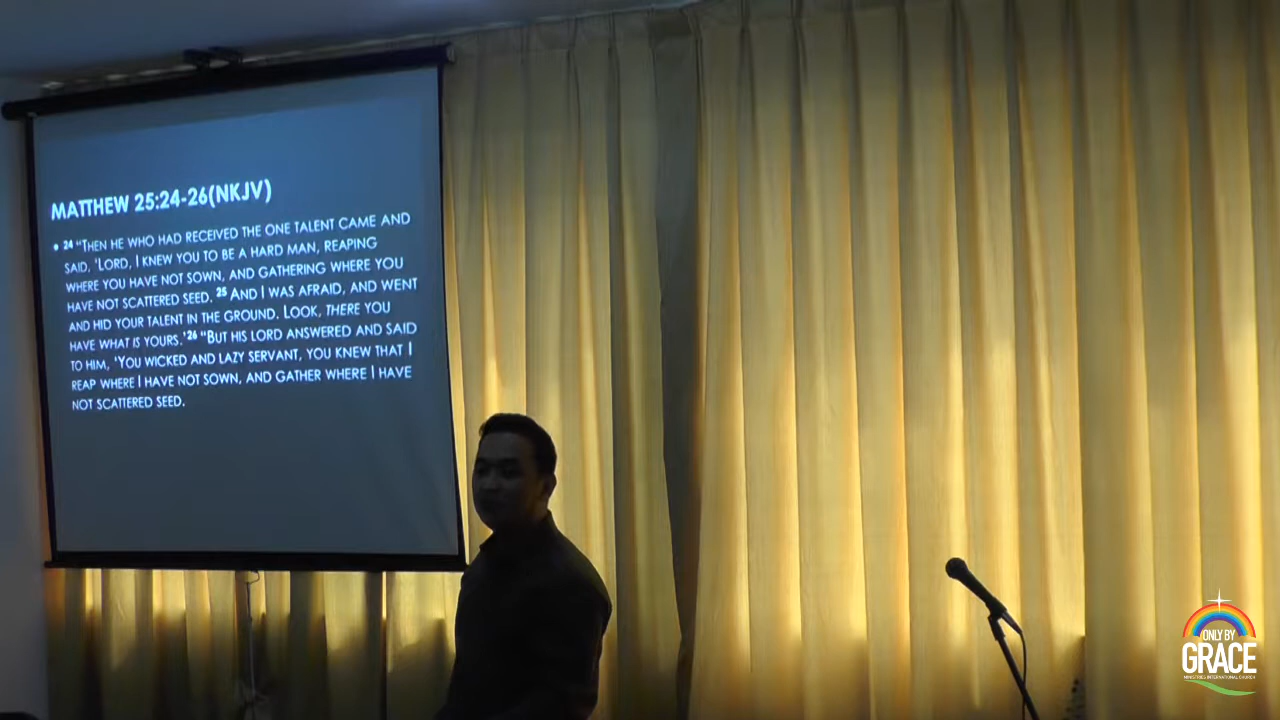 MATTHEW 25:24-26(NKJV)
• 24 “THEN HE WHO HAD RECEIVED THE ONE TALENT CAME AND
SAID, ‘LORD, I KNEW YOU TO BE A HARD MAN, REAPING
WHERE YOU HAVE NOT SOWN, AND GATHERING WHERE YOU
HAVE NOT SCATTERED SEED. 25 AND I WAS AFRAID, AND WENT
AND HID YOUR TALENT IN THE GROUND. LOOK, THERE YOU
HAVE WHAT IS YOURS.’ 26 “BUT HIS LORD ANSWERED AND SAID
TO HIM, ‘YOU WICKED AND LAZY SERVANT, YOU KNEW THAT I
REAP WHERE I HAVE NOT SOWN, AND GATHER WHERE I HAVE
NOT SCATTERED SEED.
ONLY BY
GRACE
MINISTRIES INTERNATIONAL CHURCH